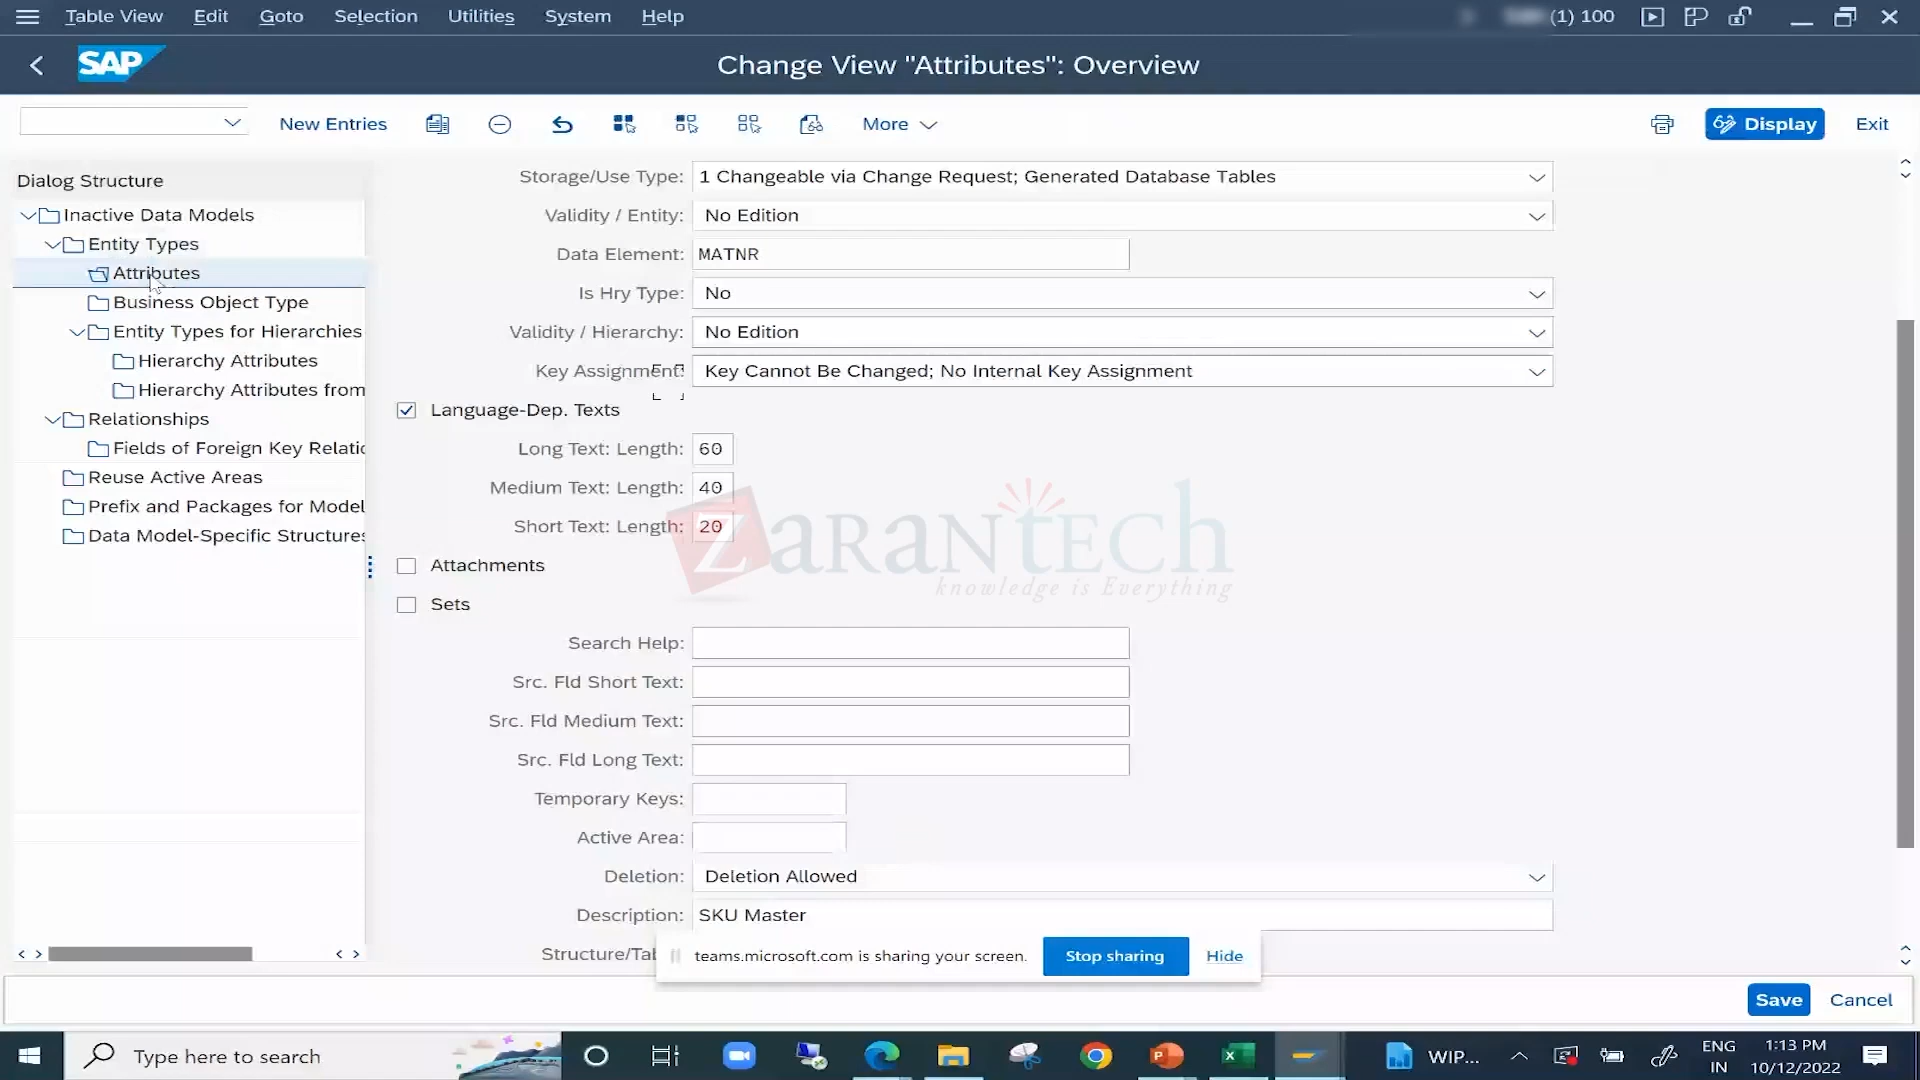 Table View Edit Goto Selection Utilities System Help (1) 100
SAP Change View "Attributes": Overview
New Entries More Display Exit
Dialog Structure
Inactive Data Models
Entity Types
Attributes
Business Object Type
Entity Types for Hierarchies
Hierarchy Attributes
Hierarchy Attributes from
Relationships
Fields of Foreign Key Relatio
Reuse Active Areas
Prefix and Packages for Model
Data Model-Specific Structures
Storage/Use Type: 1 Changeable via Change Request; Generated Database Tables
Validity / Entity: No Edition
Data Element: MATNR
Is Hry Type: No
Validity / Hierarchy: No Edition
Key Assignment: Key Cannot Be Changed; No Internal Key Assignment
Language-Dep. Texts
Long Text: Length: 60
Medium Text: Length: 40
Short Text: Length: 20
Attachments
Sets
Search Help:
Src. Fld Short Text:
Src. Fld Medium Text:
Src. Fld Long Text:
Temporary Keys:
Active Area:
Deletion: Deletion Allowed
Description: SKU Master
Structure/Tab
ZaranTech
knowledge is Everything
teams.microsoft.com is sharing your screen. Stop sharing Hide
Save Cancel
Type here to search
WIP...
ENG
IN
1:13 PM
10/12/2022